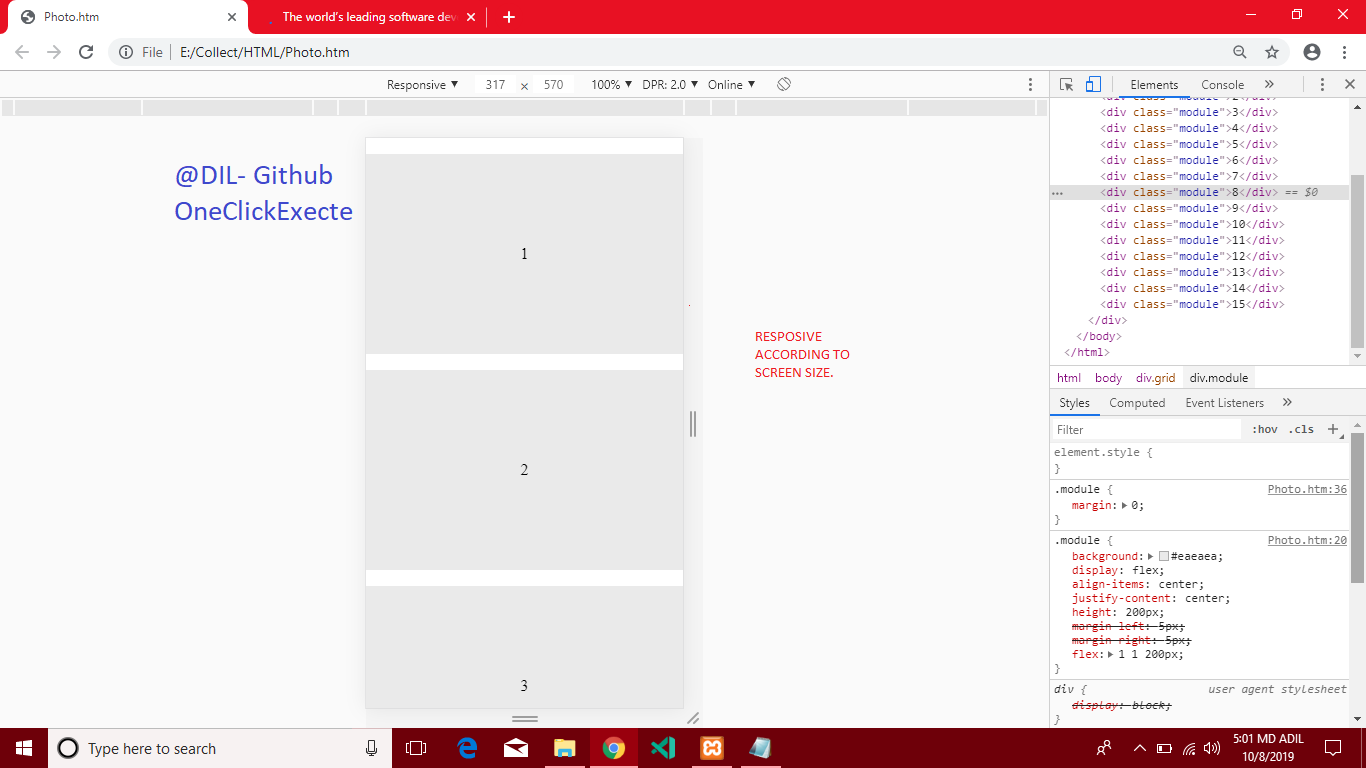 Photo.htm
The world's leading software dev
File | E:/Collect/HTML/Photo.htm
Responsive 317 × 570 100% DPR: 2.0 Online
Elements Console
@DIL- Github
OneClickExecte
1
2
3
RESPOSIVE
ACCORDING TO
SCREEN SIZE.
<div class="module">2</div>
<div class="module">3</div>
<div class="module">4</div>
<div class="module">5</div>
<div class="module">6</div>
<div class="module">7</div>
<div class="module">8</div> == $0
<div class="module">9</div>
<div class="module">10</div>
<div class="module">11</div>
<div class="module">12</div>
<div class="module">13</div>
<div class="module">14</div>
<div class="module">15</div>
</div>
</body>
</html>
html body div.grid div.module
Styles Computed Event Listeners
Filter :hov .cls
element.style {
}
.module { Photo.htm:36
margin: 0;
}
.module { Photo.htm:20
background: #eaeaea;
display: flex;
align-items: center;
justify-content: center;
height: 200px;
margin-left: 5px;
margin-right: 5px;
flex: 1 1 200px;
}
div { user agent stylesheet
display: block;
}
Type here to search
5:01 MD ADIL
10/8/2019